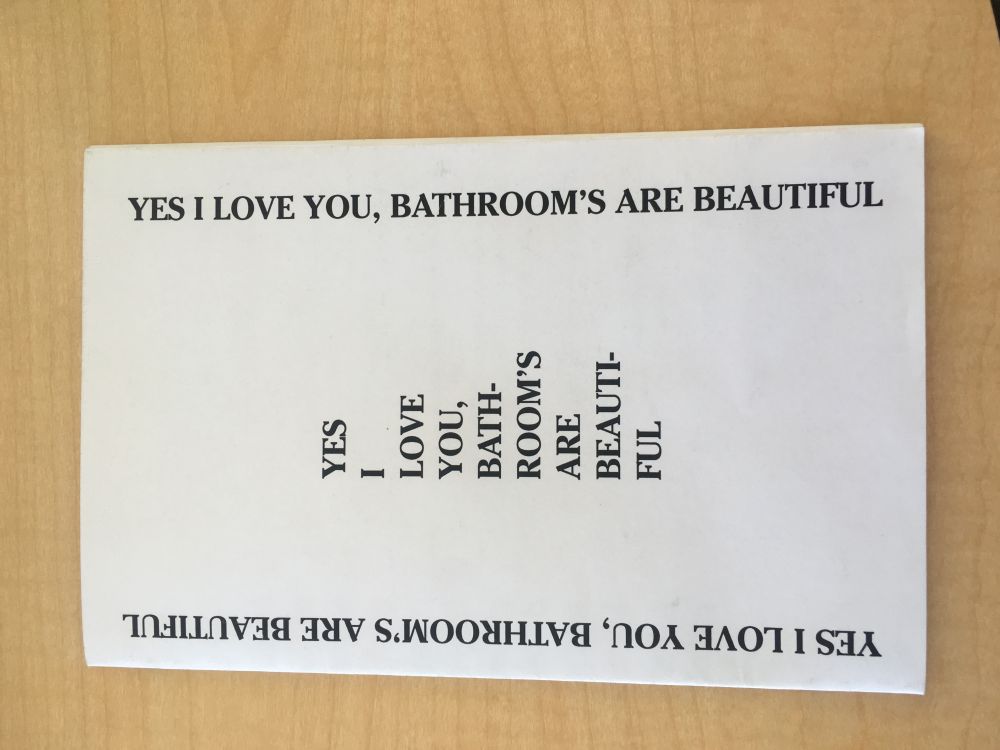 YES I LOVE YOU, BATHROOM’S ARE BEAUTIFUL
YES
I
LOVE
YOU,
BATH-
ROOM’S
ARE
BEAUTI-
FUL
YES I LOVE YOU, BATHROOM’S ARE BEAUTIFUL